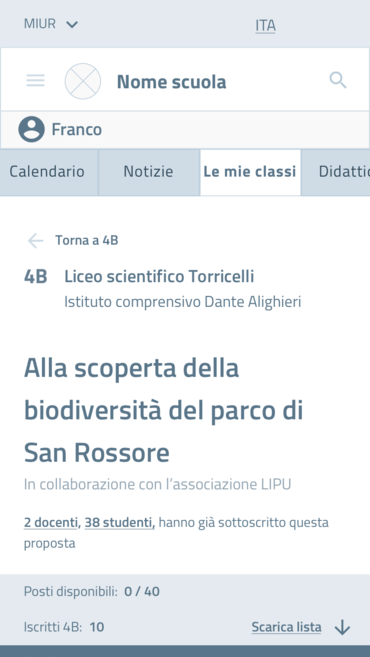 MIUR ITA
Nome scuola
Franco
Calendario Notizie Le mie classi
Torna a 4B
4B Liceo scientifico Torricelli
Istituto comprensivo Dante Alighieri
Alla scoperta della
biodiversità del parco di
San Rossore
In collaborazione con l'associazione LIPU
2 docenti, 38 studenti, hanno già sottoscritto questa
proposta
Posti disponibili: 0 / 40
Iscritti 4B: 10 Scarica lista